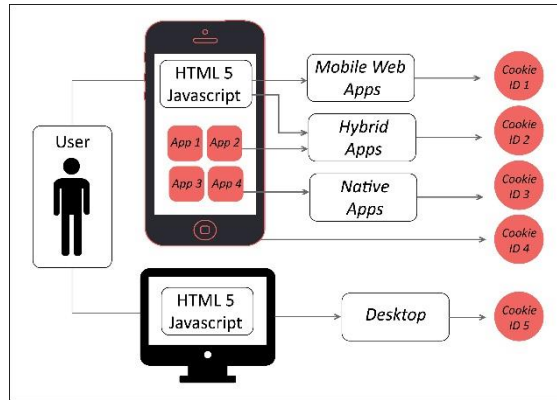 User
HTML 5
Javascript
App 1
App 2
App 3
App 4
Mobile Web
Apps
Hybrid
Apps
Native
Apps
Cookie
ID 1
Cookie
ID 2
Cookie
ID 3
Cookie
ID 4
HTML 5
Javascript
Desktop
Cookie
ID 5